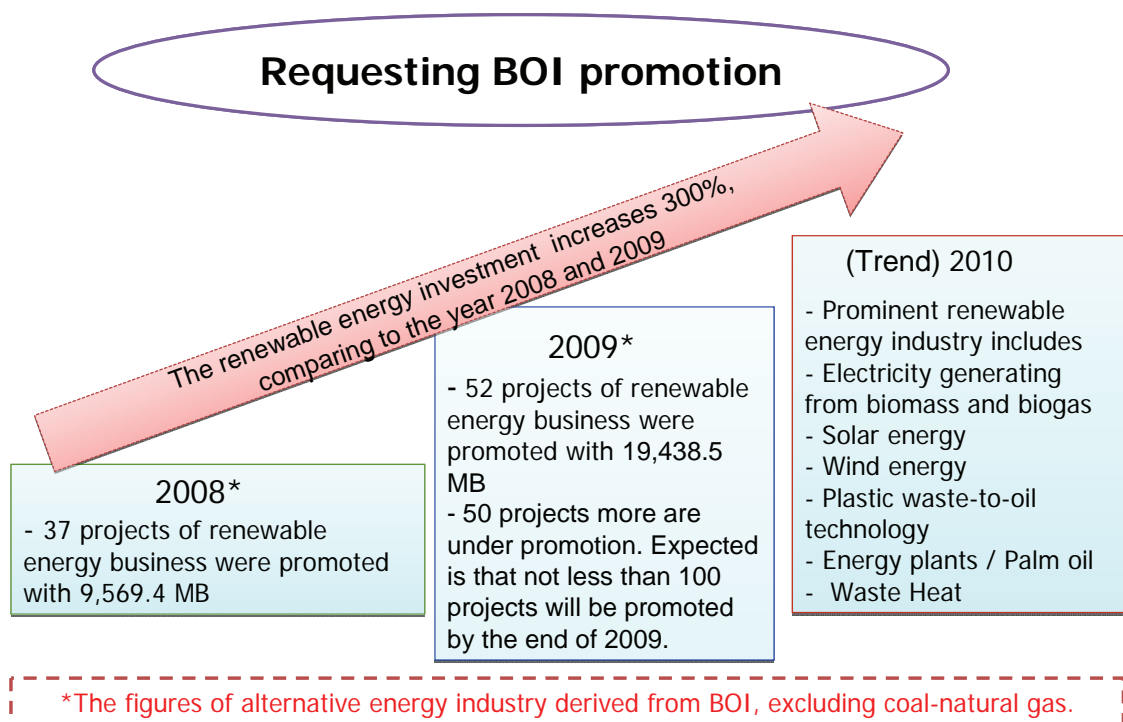 Requesting BOI promotion
The renewable energy investment  increases 300%,
comparing to the year 2008 and 2009
2008*
- 37 projects of renewable
energy business were promoted
with 9,569.4 MB
2009*
- 52 projects of renewable
energy business were
promoted with 19,438.5
MB
- 50 projects more are
under promotion. Expected
is that not less than 100
projects will be promoted
by the end of 2009.
(Trend) 2010
- Prominent renewable
energy industry includes
- Electricity generating
from biomass and biogas
- Solar energy
- Wind energy
- Plastic waste-to-oil
technology
- Energy plants / Palm oil
-  Waste Heat
*The figures of alternative energy industry derived from BOI, excluding coal-natural gas.